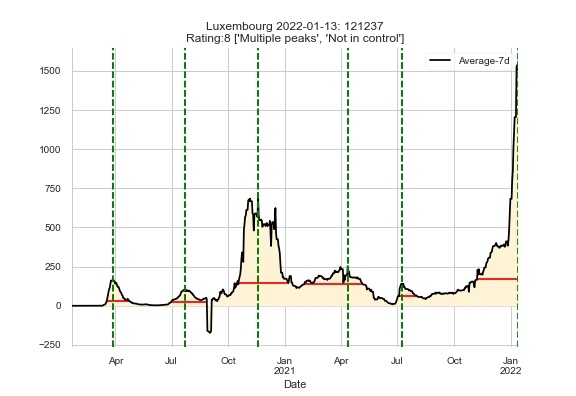 Luxembourg 2022-01-13: 121237
Rating:8 ['Multiple peaks', 'Not in control']
Average-7d
1500
1250
1000
750
500
250
0
−250
Apr
Jul
Oct
Jan
2021
Apr
Jul
Oct
Jan
2022
Date